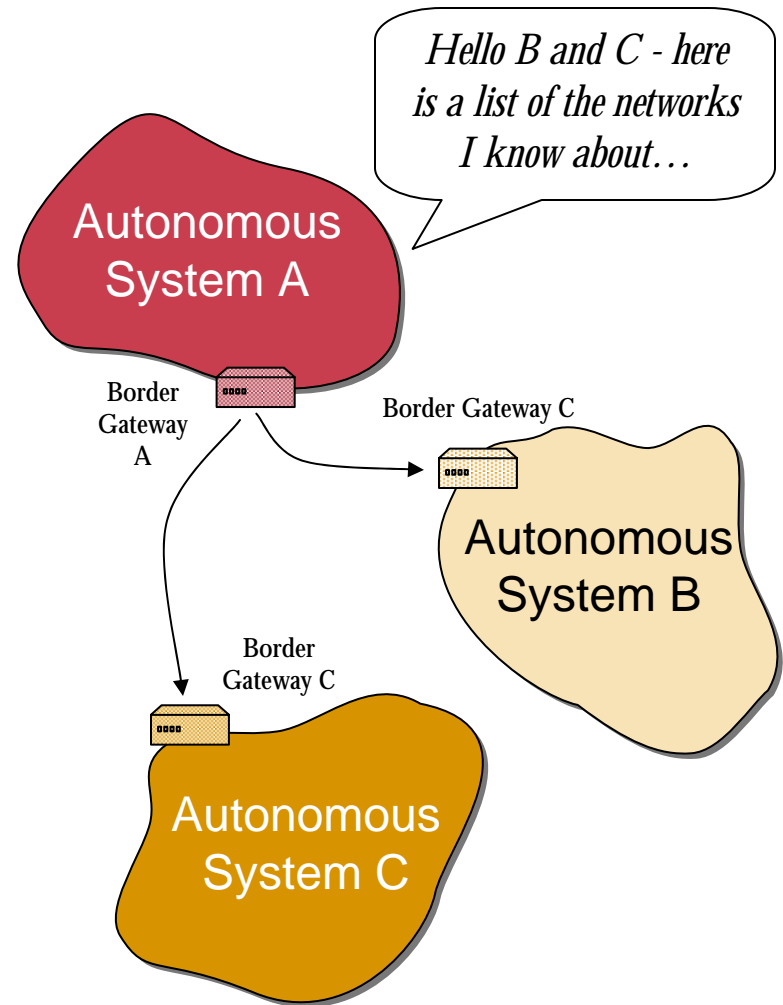 Hello B and C - here
is a list of the networks
I know about…
Autonomous
System A
Border
Gateway
A
Border Gateway C
Autonomous
System B
Border
Gateway C
Autonomous
System C